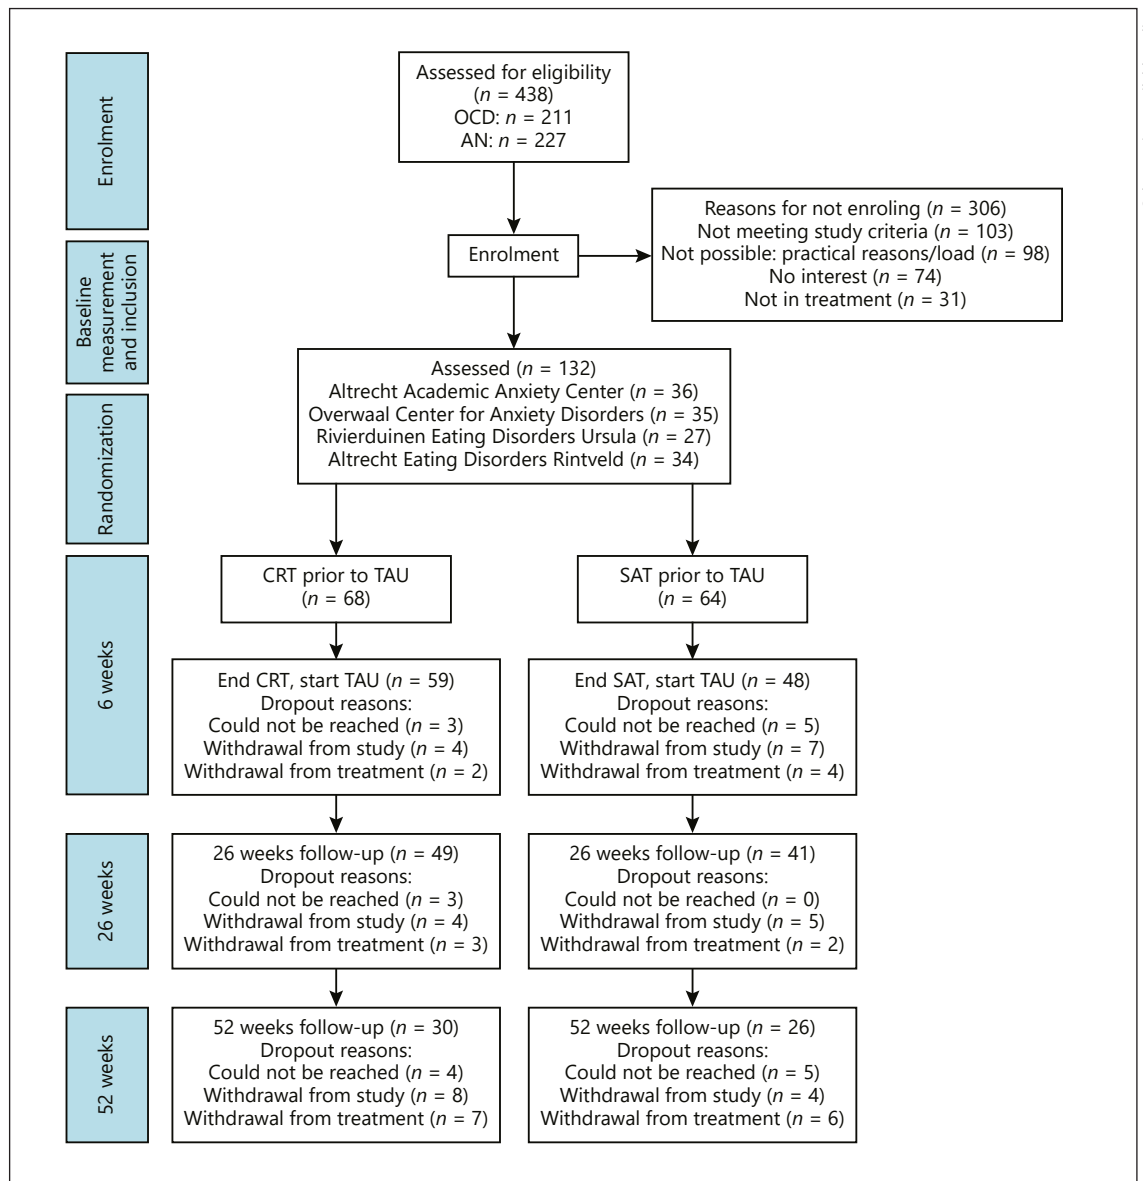 Enrolment
Assessed for eligibility
(n = 438)
OCD: n = 211
AN: n = 227
Enrolment
Reasons for not enroling (n = 306)
Not meeting study criteria (n = 103)
Not possible: practical reasons/load (n = 98)
No interest (n = 74)
Not in treatment (n = 31)
Baseline
measurement
and inclusion
Assessed (n = 132)
Altrecht Academic Anxiety Center (n = 36)
Overwaal Center for Anxiety Disorders (n = 35)
Rivierduinen Eating Disorders Ursula (n = 27)
Altrecht Eating Disorders Rintveld (n = 34)
Randomization
CRT prior to TAU
(n = 68)
SAT prior to TAU
(n = 64)
6 weeks
End CRT, start TAU (n = 59)
Dropout reasons:
Could not be reached (n = 3)
Withdrawal from study (n = 4)
Withdrawal from treatment (n = 2)
End SAT, start TAU (n = 48)
Dropout reasons:
Could not be reached (n = 5)
Withdrawal from study (n = 7)
Withdrawal from treatment (n = 4)
26 weeks
26 weeks follow-up (n = 49)
Dropout reasons:
Could not be reached (n = 3)
Withdrawal from study (n = 4)
Withdrawal from treatment (n = 3)
26 weeks follow-up (n = 41)
Dropout reasons:
Could not be reached (n = 0)
Withdrawal from study (n = 5)
Withdrawal from treatment (n = 2)
52 weeks
52 weeks follow-up (n = 30)
Dropout reasons:
Could not be reached (n = 4)
Withdrawal from study (n = 8)
Withdrawal from treatment (n = 7)
52 weeks follow-up (n = 26)
Dropout reasons:
Could not be reached (n = 5)
Withdrawal from study (n = 4)
Withdrawal from treatment (n = 6)